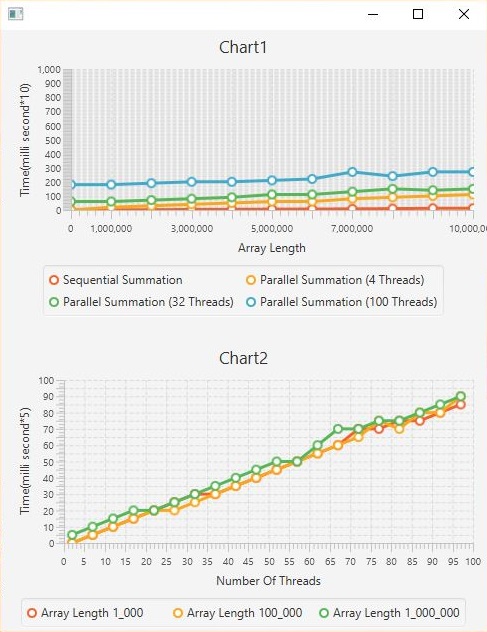 Chart1
Time(milli second*10)
1,000
900
800
700
600
500
400
300
200
100
0
0 1,000,000 3,000,000 5,000,000 7,000,000 10,000,0
Array Length
Sequential Summation Parallel Summation (4 Threads)
Parallel Summation (32 Threads) Parallel Summation (100 Threads)
Chart2
Time(milli second*5)
100
90
80
70
60
50
40
30
20
10
0
0 5 10 15 20 25 30 35 40 45 50 55 60 65 70 75 80 85 90 95 100
Number Of Threads
Array Length 1_000 Array Length 100_000 Array Length 1_000_000